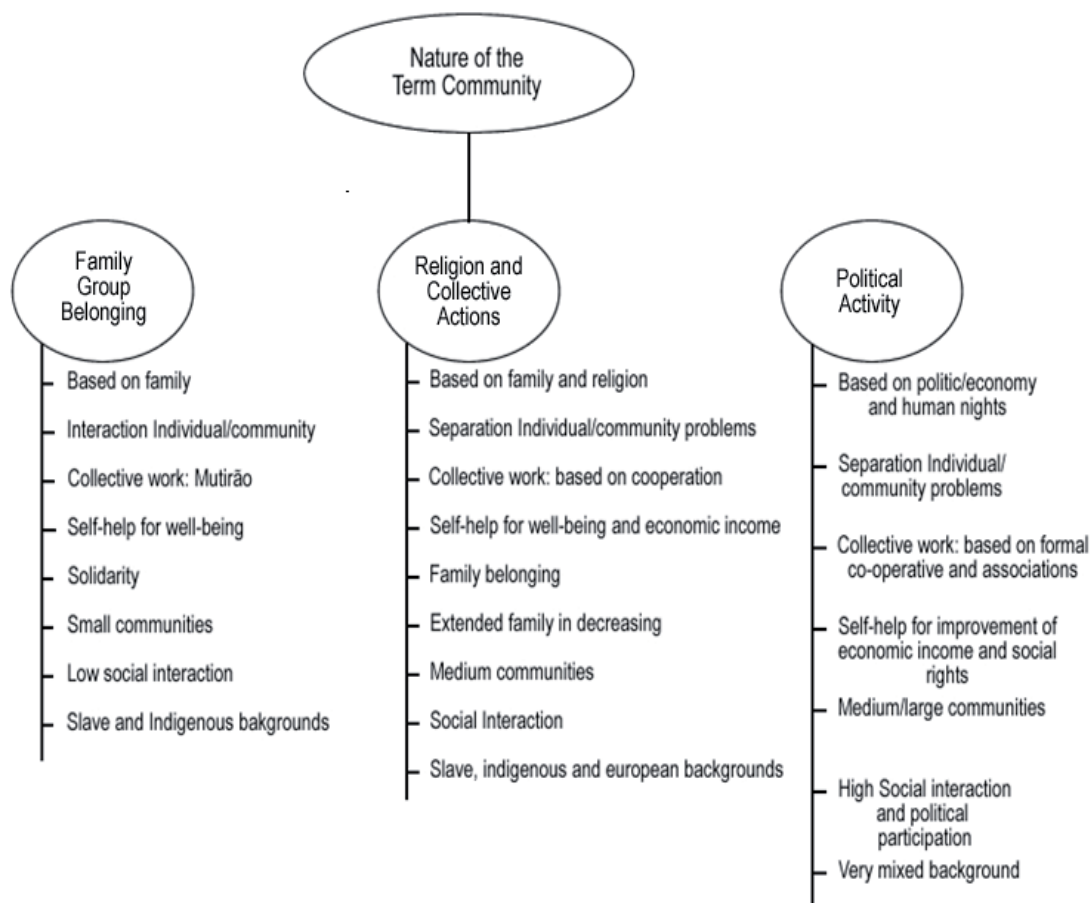 Nature of the
Term Community
Family
Group
Belonging
Based on family
Interaction Individual/community
Collective work: Mutirão
Self-help for well-being
Solidarity
Small communities
Low social interaction
Slave and Indigenous bakgrounds
Religion and
Collective
Actions
Based on family and religion
Separation Individual/community problems
Collective work: based on cooperation
Self-help for well-being and economic income
Family belonging
Extended family in decreasing
Medium communities
Social Interaction
Slave, indigenous and european backgrounds
Political
Activity
Based on politic/economy
and human nights
Separation Individual/
community problems
Collective work: based on formal
co-operative and associations
Self-help for improvement of
economic income and social
rights
Medium/large communities
High Social interaction
and political
participation
Very mixed background